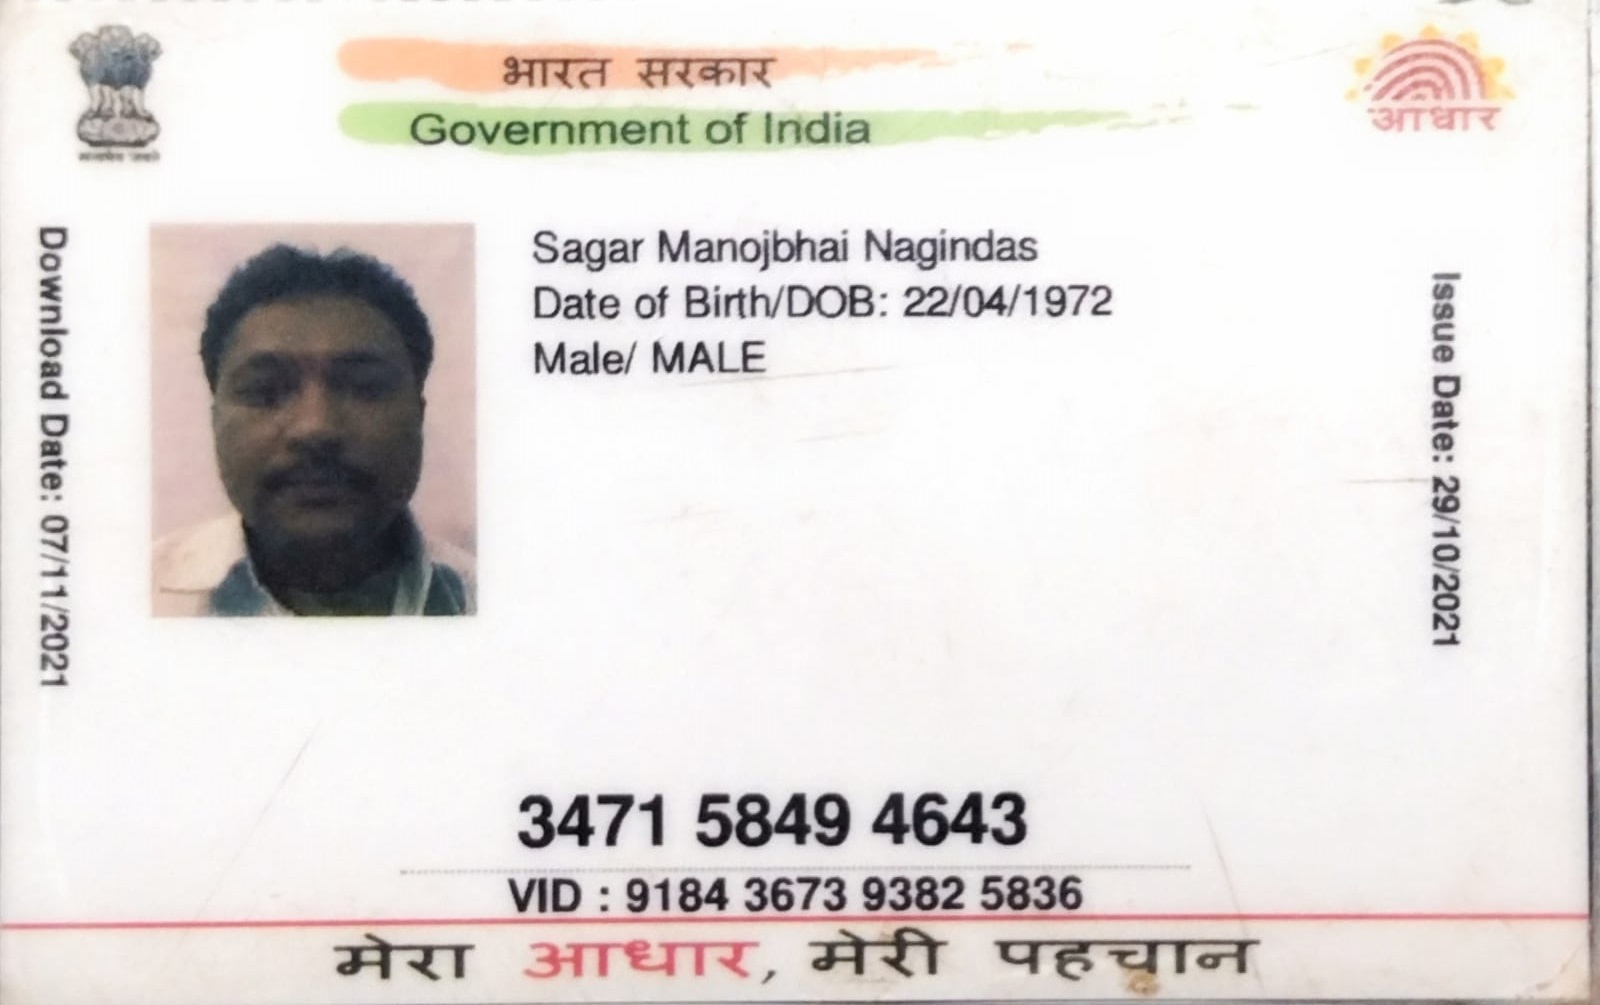 भारत सरकार
Government of India
आधार
Download Date: 07/11/2021
Sagar Manojbhai Nagindas
Date of Birth/DOB: 22/04/1972
Male/ MALE
Issue Date: 29/10/2021
3471 5849 4643
VID : 9184 3673 9382 5836
मेरा आधार, मेरी पहचान